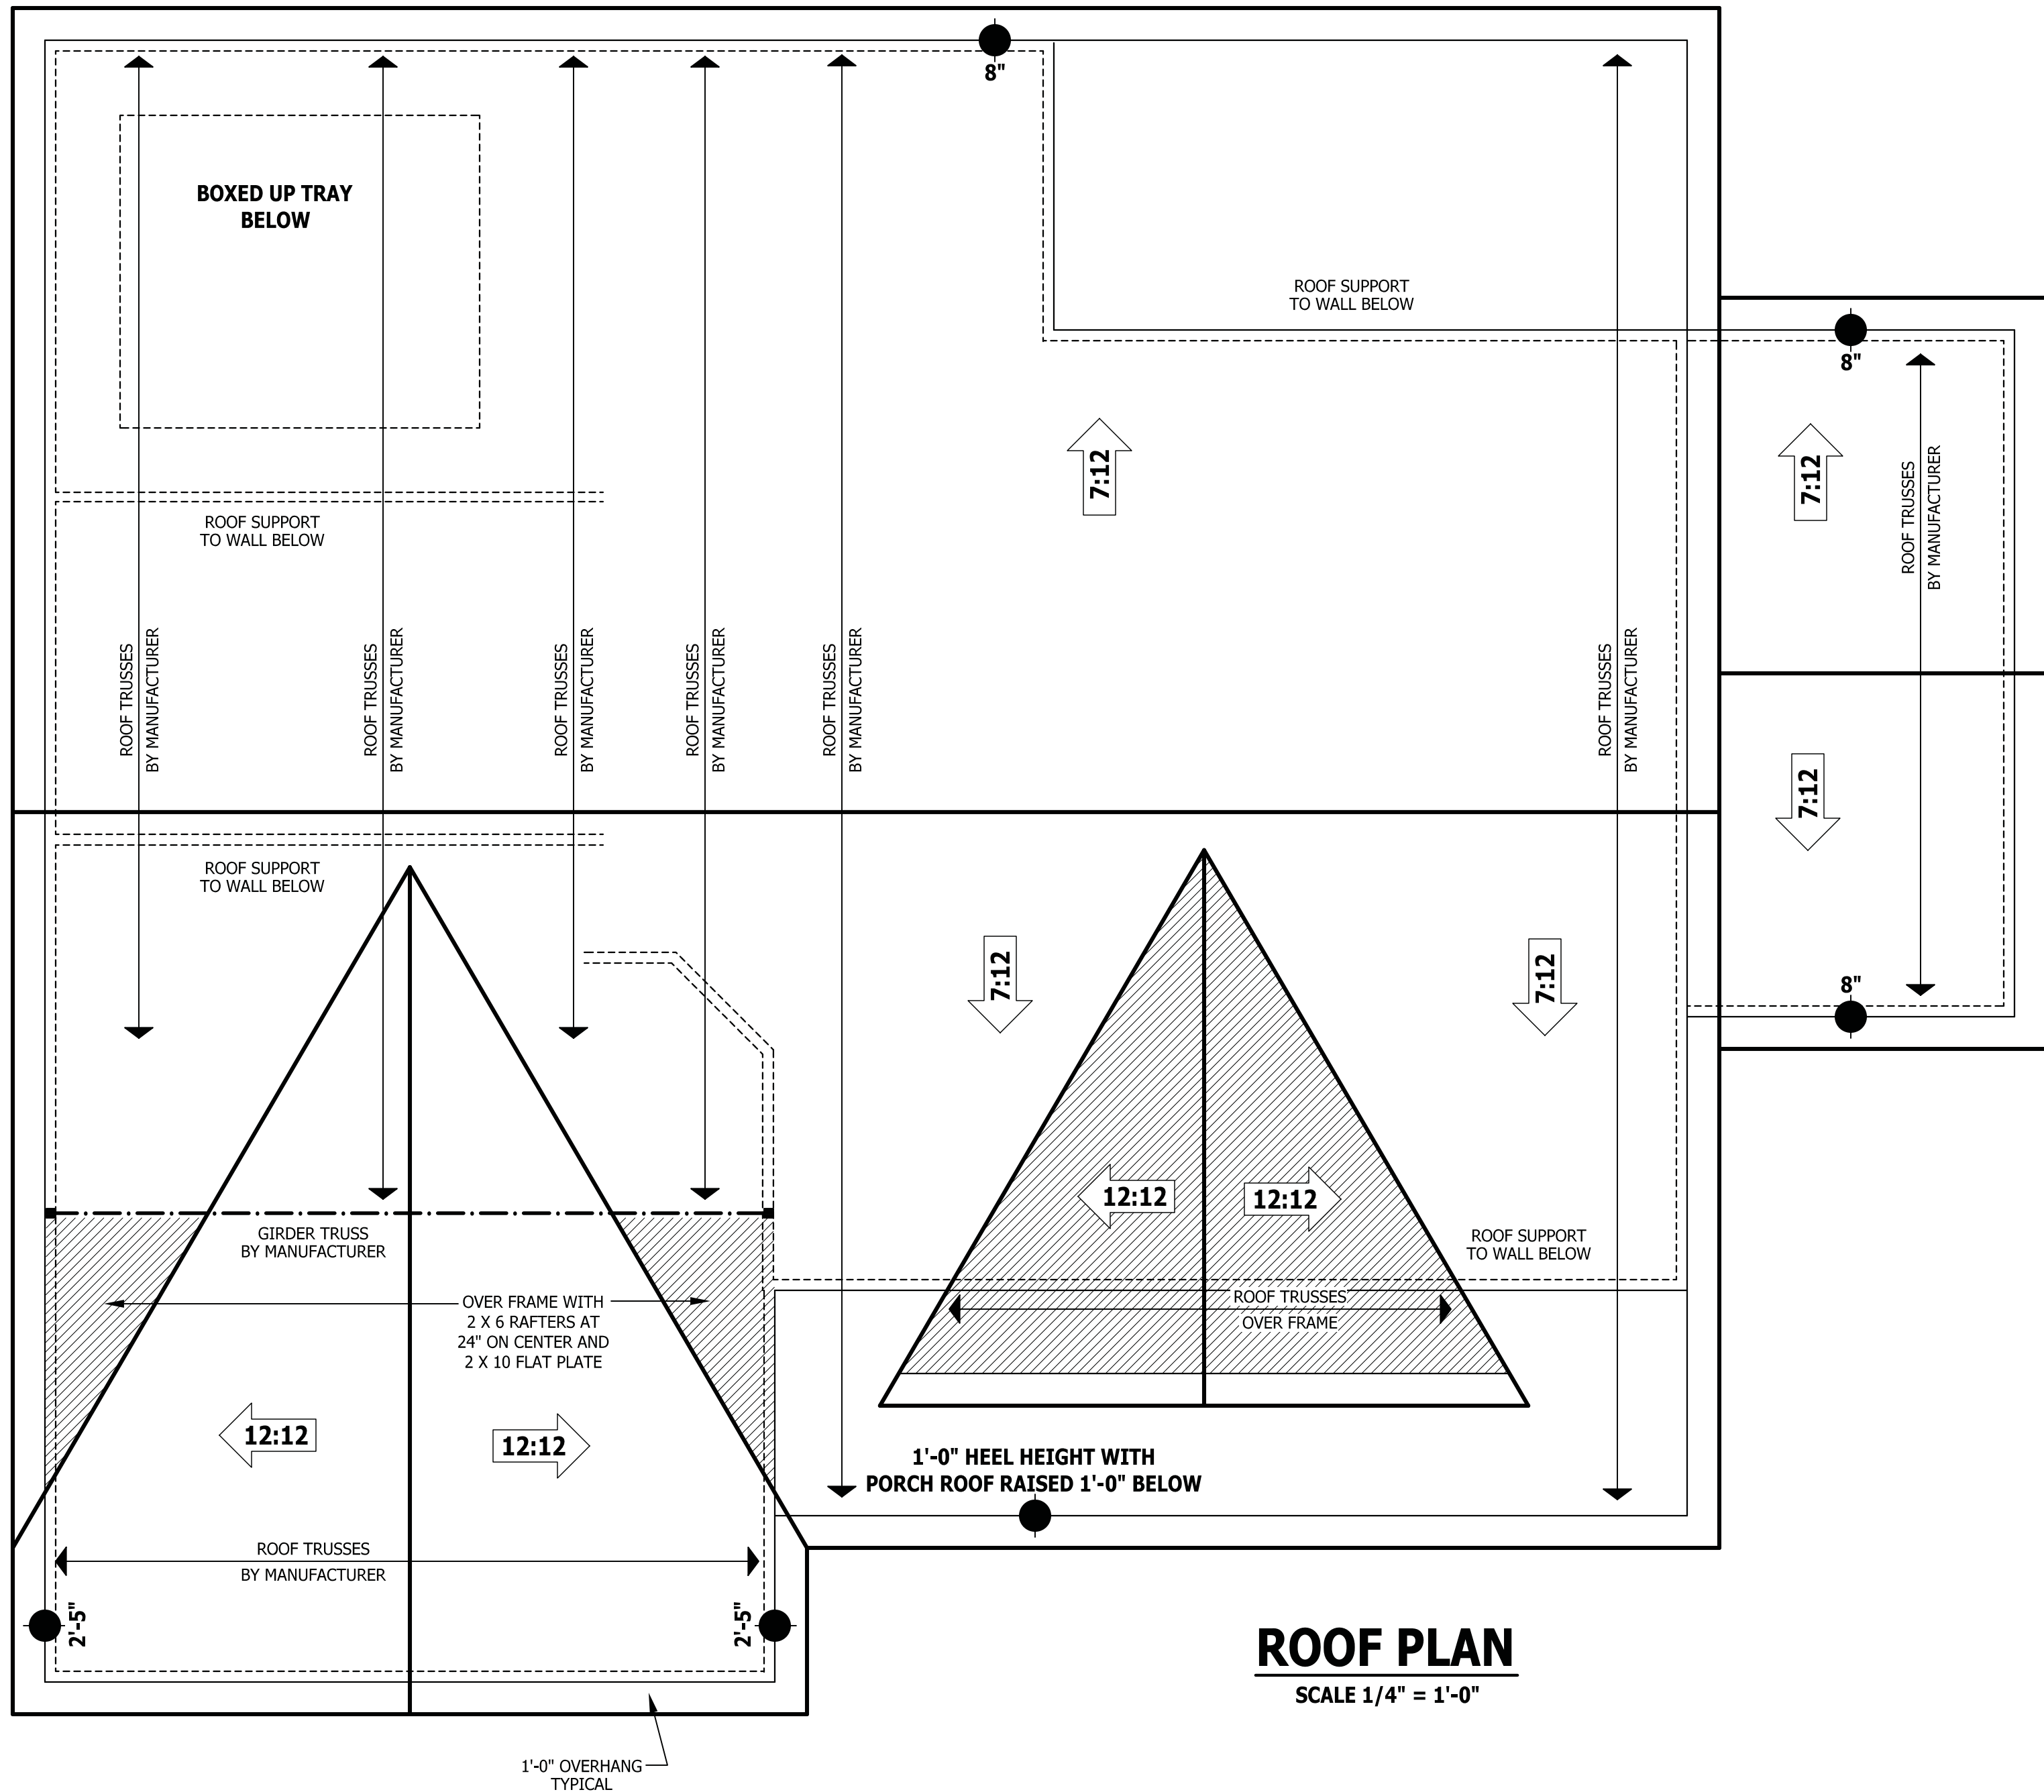 8"
BOXED UP TRAY
BELOW
ROOF SUPPORT
TO WALL BELOW
8"
7:12
7:12
ROOF TRUSSES
BY MANUFACTURER
ROOF SUPPORT
TO WALL BELOW
ROOF TRUSSES
BY MANUFACTURER
ROOF TRUSSES
BY MANUFACTURER
ROOF TRUSSES
BY MANUFACTURER
ROOF TRUSSES
BY MANUFACTURER
ROOF TRUSSES
BY MANUFACTURER
ROOF TRUSSES
BY MANUFACTURER
7:12
ROOF SUPPORT
TO WALL BELOW
7:12
7:12
8"
12:12
12:12
GIRDER TRUSS
BY MANUFACTURER
ROOF SUPPORT
TO WALL BELOW
OVER FRAME WITH
2 X 6 RAFTERS AT
24" ON CENTER AND
2 X 10 FLAT PLATE
ROOF TRUSSES
OVER FRAME
12:12
12:12
1'-0" HEEL HEIGHT WITH
PORCH ROOF RAISED 1'-0" BELOW
ROOF TRUSSES
BY MANUFACTURER
2'-5"
2'-5"
ROOF PLAN
SCALE 1/4" = 1'-0"
1'-0" OVERHANG
TYPICAL